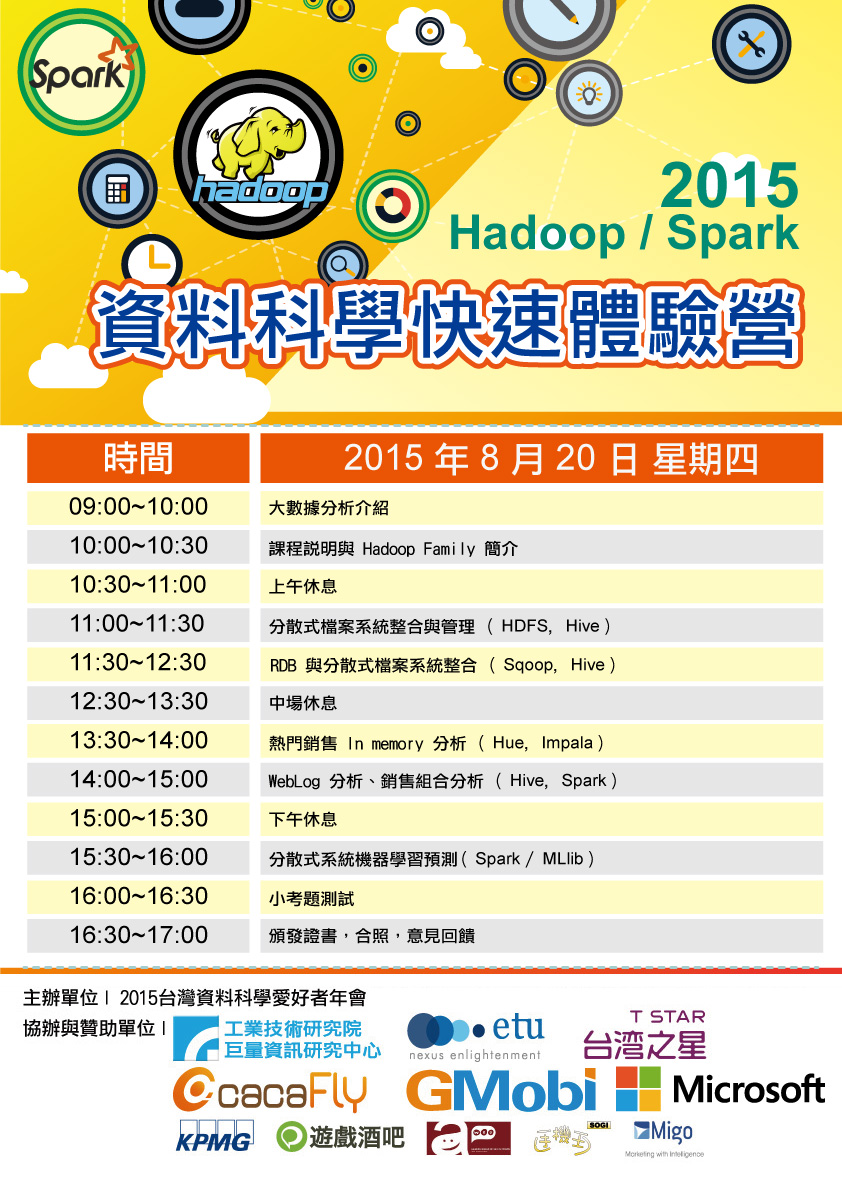 Spark
hadoop
2015
Hadoop / Spark
資料科學快速體驗營
時間 2015 年 8 月 20 日 星期四
09:00~10:00 大數據分析介紹
10:00~10:30 課程說明與 Hadoop Family 簡介
10:30~11:00 上午休息
11:00~11:30 分散式檔案系統整合與管理 ( HDFS, Hive )
11:30~12:30 RDB 與分散式檔案系統整合 ( Sqoop, Hive )
12:30~13:30 中場休息
13:30~14:00 熱門銷售 In memory 分析 ( Hue, Impala )
14:00~15:00 WebLog 分析、銷售組合分析 ( Hive, Spark )
15:00~15:30 下午休息
15:30~16:00 分散式系統機器學習預測 ( Spark / MLlib )
16:00~16:30 小考題測試
16:30~17:00 頒發證書，合照，意見回饋
主辦單位 | 2015台灣資料科學愛好者年會
協辦與贊助單位 |
工業技術研究院
巨量資訊研究中心
etu
nexus enlightenment
T STAR
台湾之星
cacaFly
GMobi
Microsoft
KPMG
遊戲酒吧
SOGI
Migo
Marketing with Intelligence